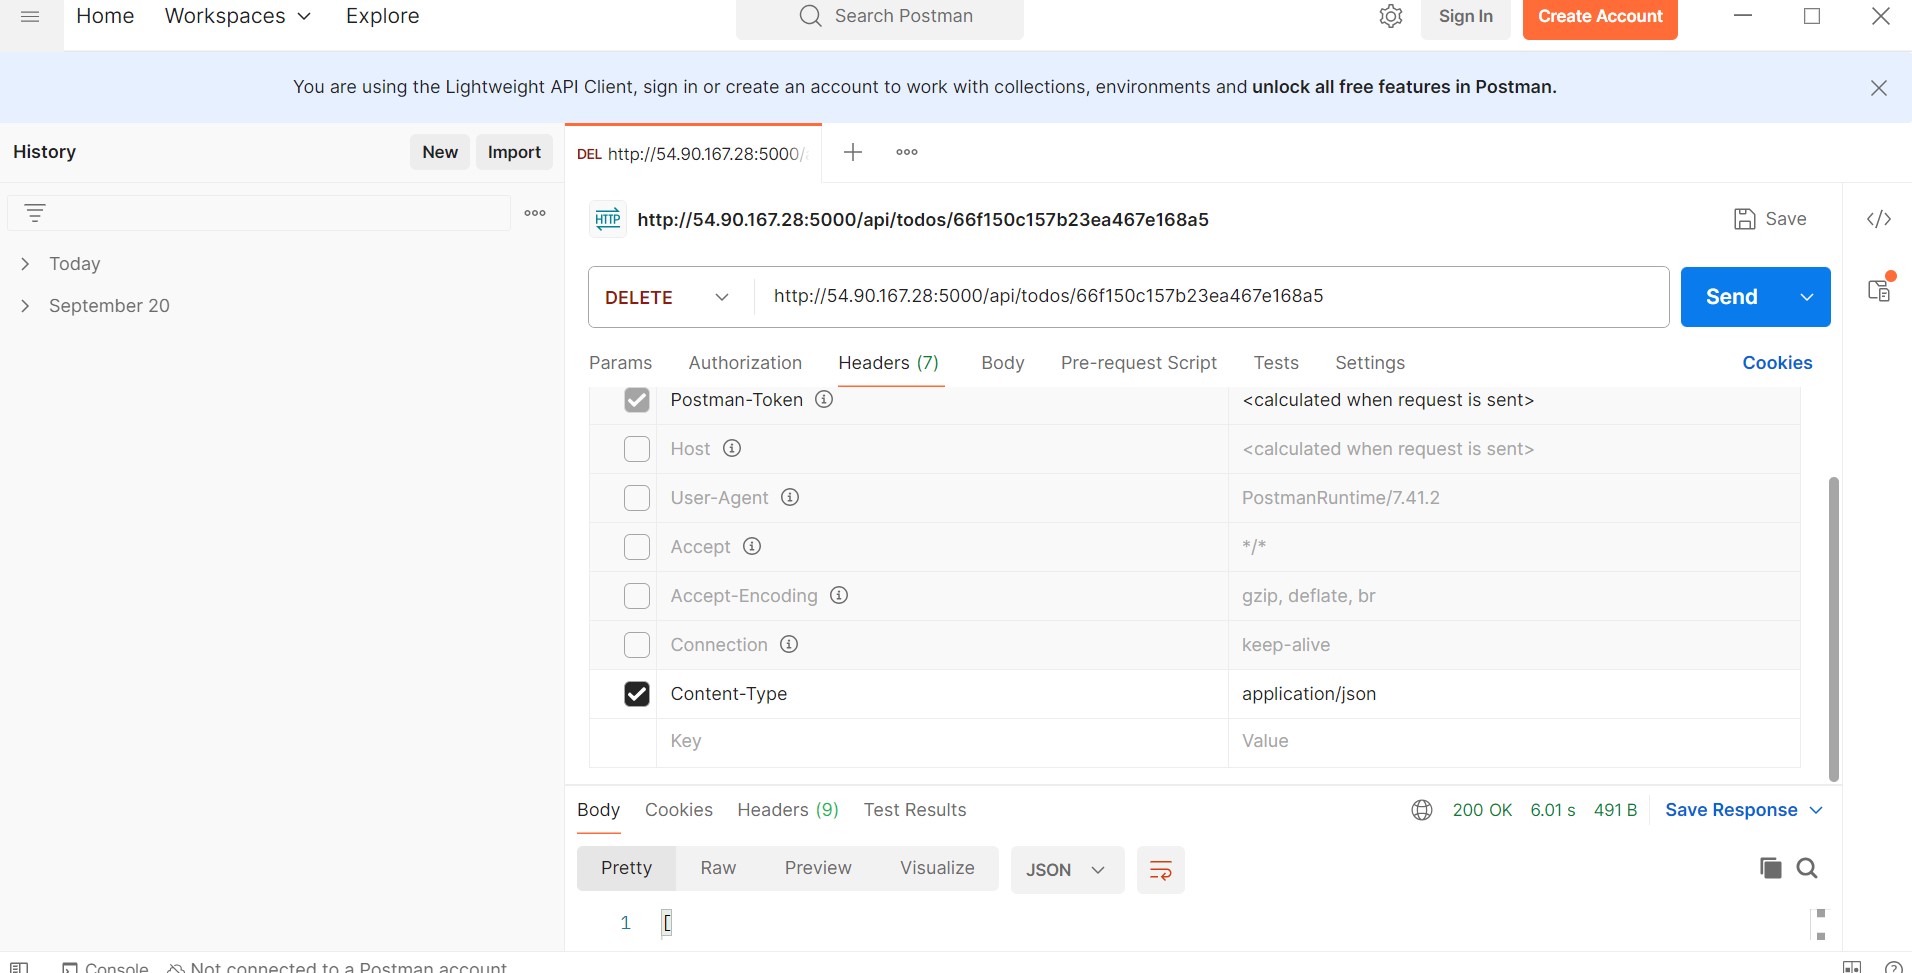 Home Workspaces Explore Search Postman Sign In Create Account
You are using the Lightweight API Client, sign in or create an account to work with collections, environments and unlock all free features in Postman.
History New Import
DEL http://54.90.167.28:5000/
Today
September 20
HTTP http://54.90.167.28:5000/api/todos/66f150c157b23ea467e168a5 Save </>
DELETE http://54.90.167.28:5000/api/todos/66f150c157b23ea467e168a5 Send
Params Authorization Headers (7) Body Pre-request Script Tests Settings Cookies
Postman-Token <calculated when request is sent>
Host <calculated when request is sent>
User-Agent PostmanRuntime/7.41.2
Accept */*
Accept-Encoding gzip, deflate, br
Connection keep-alive
Content-Type application/json
Key Value
Body Cookies Headers (9) Test Results 200 OK 6.01 s 491 B Save Response
Pretty Raw Preview Visualize JSON
1 [
Console Not connected to a Postman account